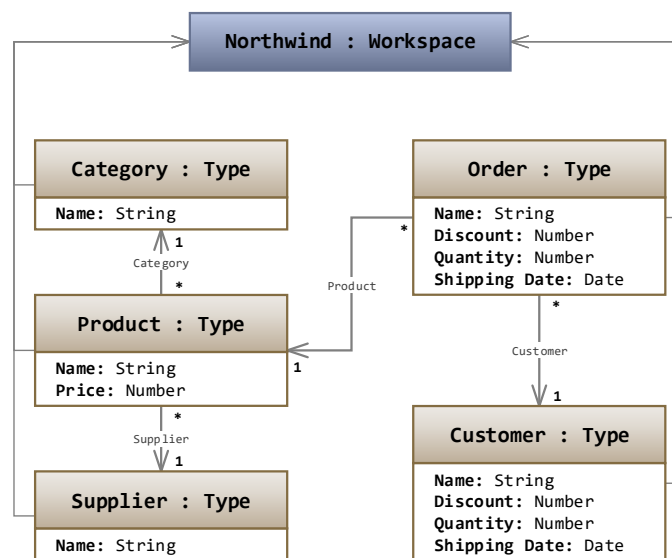 Northwind : Workspace
Category : Type
Name: String
1
Category
*
Product : Type
Name: String
Price: Number
*
Supplier
1
Supplier : Type
Name: String
Order : Type
Name: String
Discount: Number
Quantity: Number
Shipping Date: Date
*
Product
1
*
Customer
1
Customer : Type
Name: String
Discount: Number
Quantity: Number
Shipping Date: Date